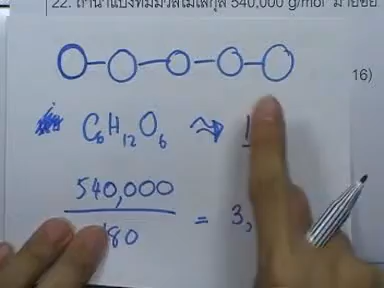 22. ถ้านำแป้งที่มีมวลโมเลกุล 540,000 g/mol มาย่อย
16)
C₆H₁₂O₆ ≈
540,000
180 = 3,